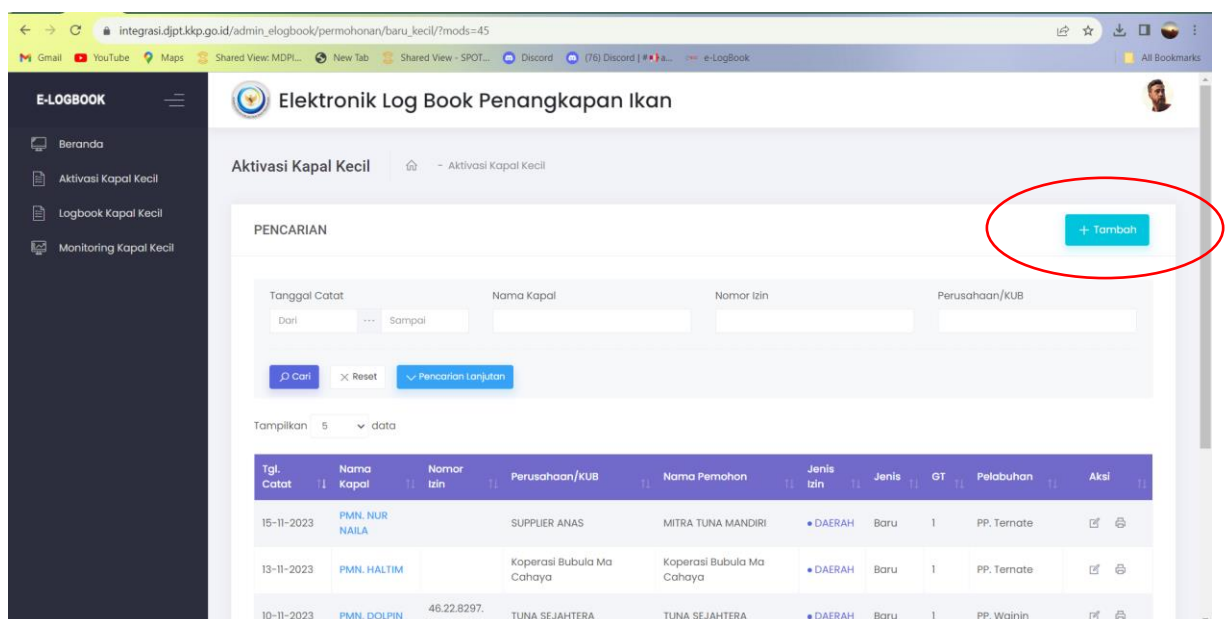 integrasi.djpt.kkp.go.id/admin_elogbook/permohonan/baru_kecil/?mods=45
Gmail YouTube Maps Shared View: MDPI... New Tab Shared View - SPOT... Discord (76) Discord | e-LogBook All Bookmarks
E-LOGBOOK
Elektronik Log Book Penangkapan Ikan
Beranda
Aktivasi Kapal Kecil
Logbook Kapal Kecil
Monitoring Kapal Kecil
Aktivasi Kapal Kecil - Aktivasi Kapal Kecil
PENCARIAN + Tambah
Tanggal Catat Nama Kapal Nomor Izin Perusahaan/KUB
Dari ... Sampai
Cari Reset Pencarian Lanjutan
Tampilkan 5 data
Tgl. Catat Nama Kapal Nomor Izin Perusahaan/KUB Nama Pemohon Jenis Izin Jenis GT Pelabuhan Aksi
15-11-2023 PMN. NUR NAILA SUPPLIER ANAS MITRA TUNA MANDIRI • DAERAH Baru 1 PP. Ternate
13-11-2023 PMN. HALTIM Koperasi Bubula Ma Cahaya Koperasi Bubula Ma Cahaya • DAERAH Baru 1 PP. Ternate
10-11-2023 PMN. DOLPIN 46.22.8297. TUNA SEJAHTERA TUNA SEJAHTERA • DAERAH Baru 1 PP. Wainin